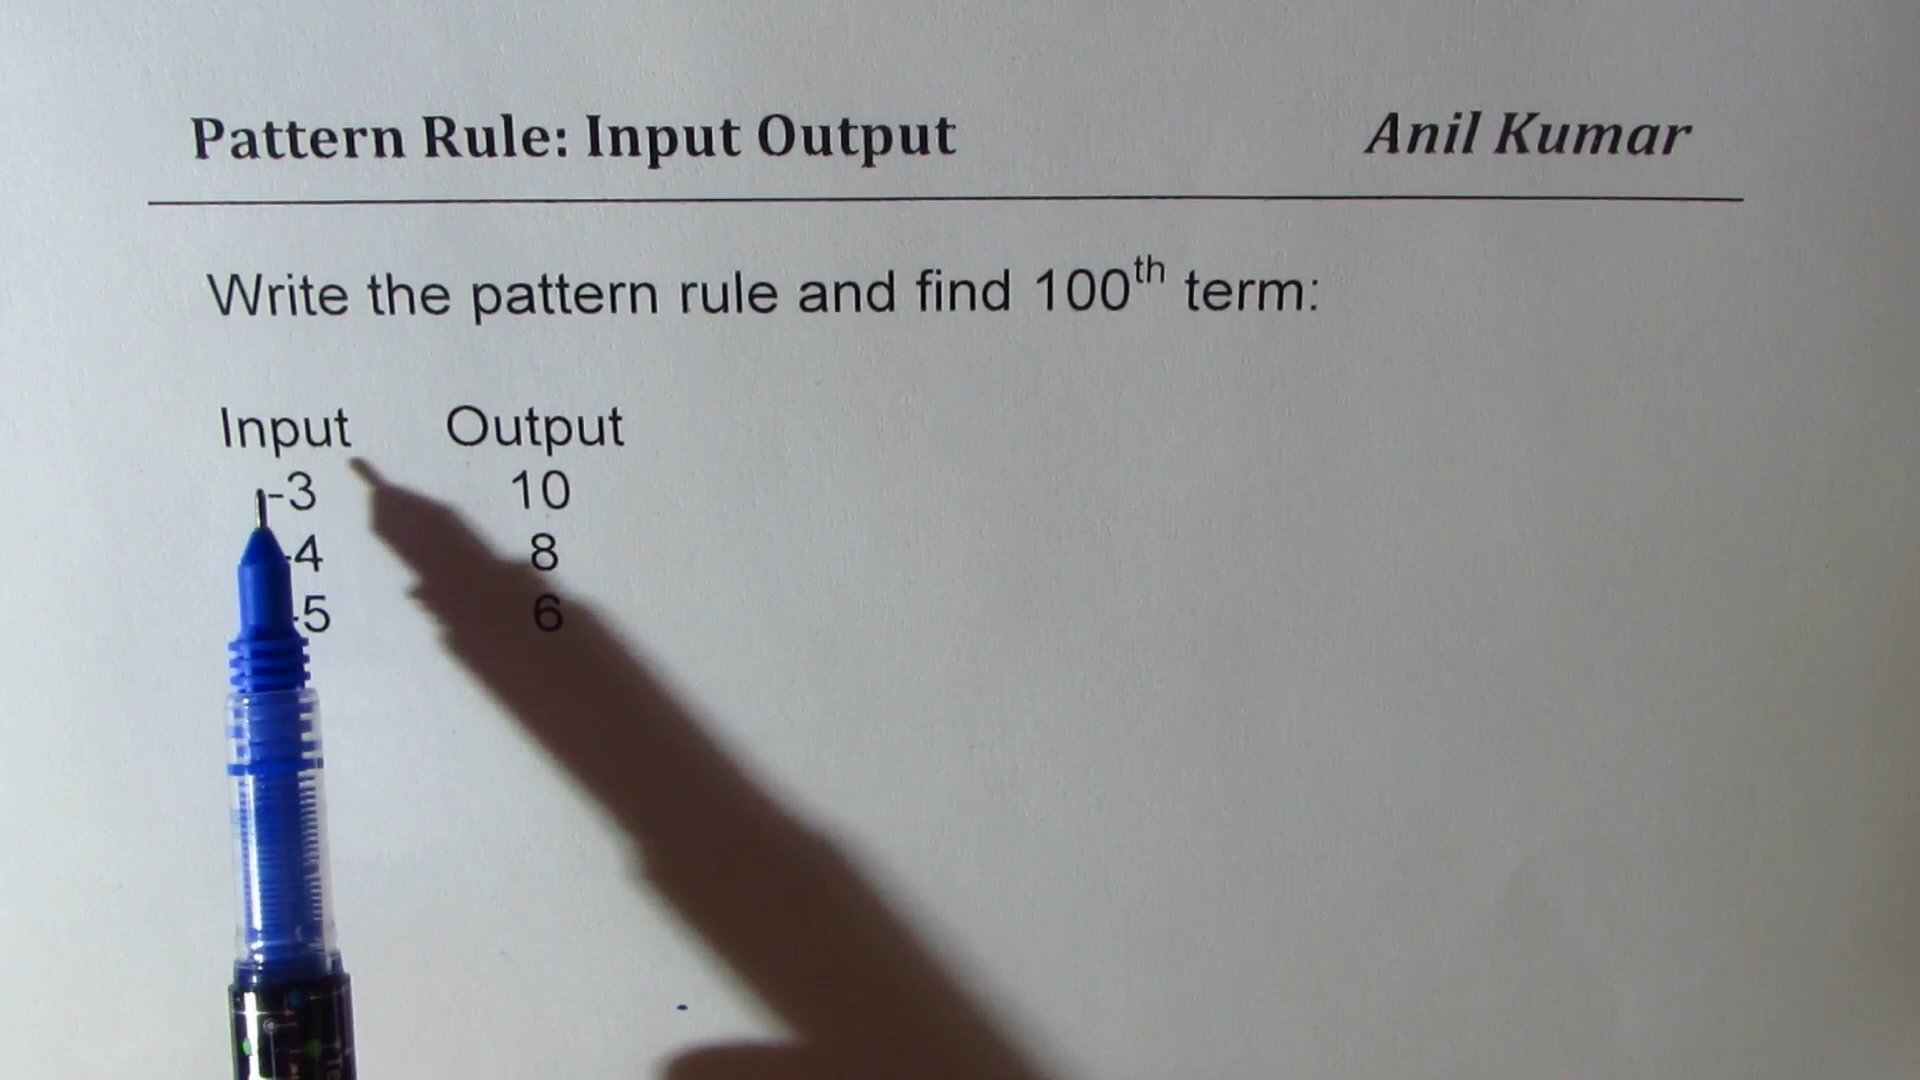 Pattern Rule: Input Output Anil Kumar
Write the pattern rule and find 100th term:
Input Output
-3 10
-4 8
-5 6